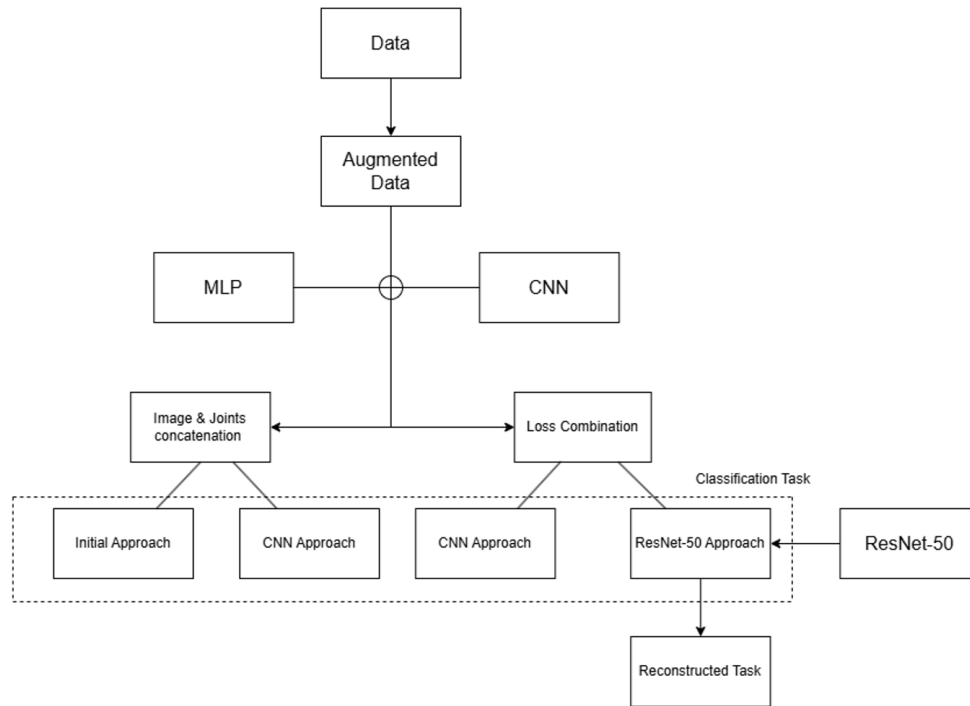 Data
Augmented
Data
MLP
CNN
Image & Joints
concatenation
Loss Combination
Classification Task
Initial Approach
CNN Approach
CNN Approach
ResNet-50 Approach
ResNet-50
Reconstructed Task